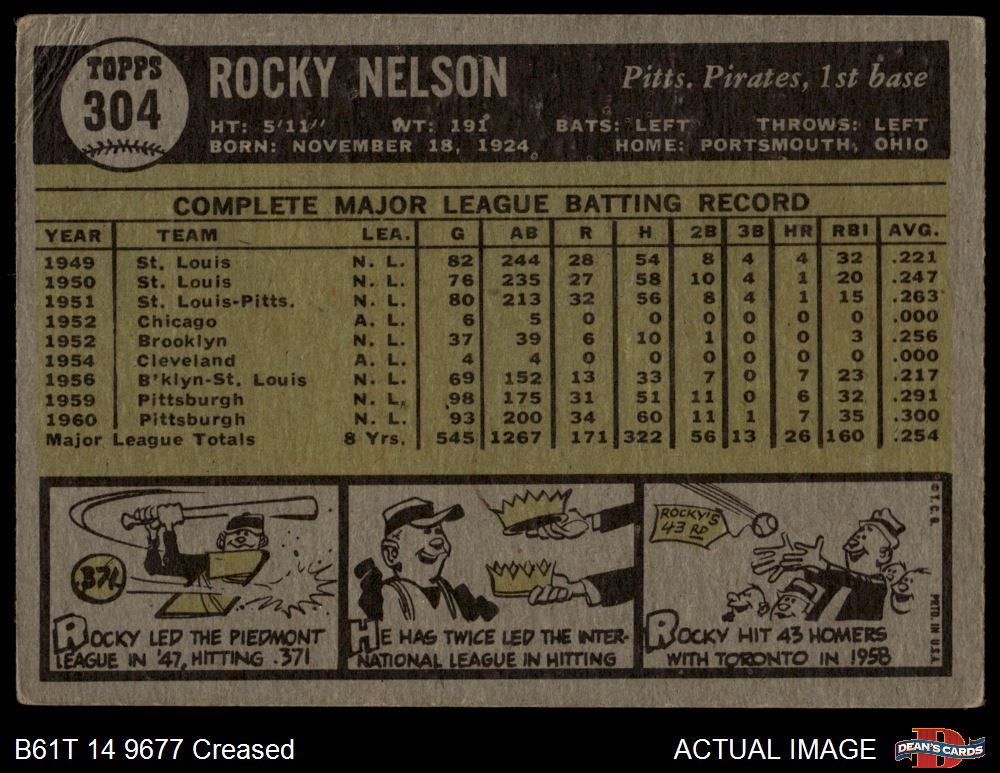 TOPPS
304
ROCKY NELSON
Pitts. Pirates, 1st base
HT: 5'11" WT: 191 BATS: LEFT THROWS: LEFT
BORN: NOVEMBER 18, 1924 HOME: PORTSMOUTH, OHIO
COMPLETE MAJOR LEAGUE BATTING RECORD
YEAR TEAM LEA. G AB R H 2B 3B HR RBI AVG.
1949 St. Louis N. L. 82 244 28 54 8 4 4 32 .221
1950 St. Louis N. L. 76 235 27 58 10 4 1 20 .247
1951 St. Louis-Pitts. N. L. 80 213 32 56 8 4 1 15 .263
1952 Chicago A. L. 6 5 0 0 0 0 0 0 .000
1952 Brooklyn N. L. 37 39 6 10 1 0 0 3 .256
1954 Cleveland A. L. 4 4 0 0 0 0 0 0 .000
1956 B'klyn-St. Louis N. L. 69 152 13 33 7 0 7 23 .217
1959 Pittsburgh N. L. 98 175 31 51 11 0 6 32 .291
1960 Pittsburgh N. L. 93 200 34 60 11 1 7 35 .300
Major League Totals 8 Yrs. 545 1267 171 322 56 13 26 160 .254
.371
ROCKY LED THE PIEDMONT
LEAGUE IN '47, HITTING .371
HE HAS TWICE LED THE INTER-
NATIONAL LEAGUE IN HITTING
ROCKY'S
43 RD
ROCKY HIT 43 HOMERS
WITH TORONTO IN 1958
© T. C. G.
PRTD. IN U.S.A.
B61T 14 9677 Creased
ACTUAL IMAGE
D
DEAN'S CARDS